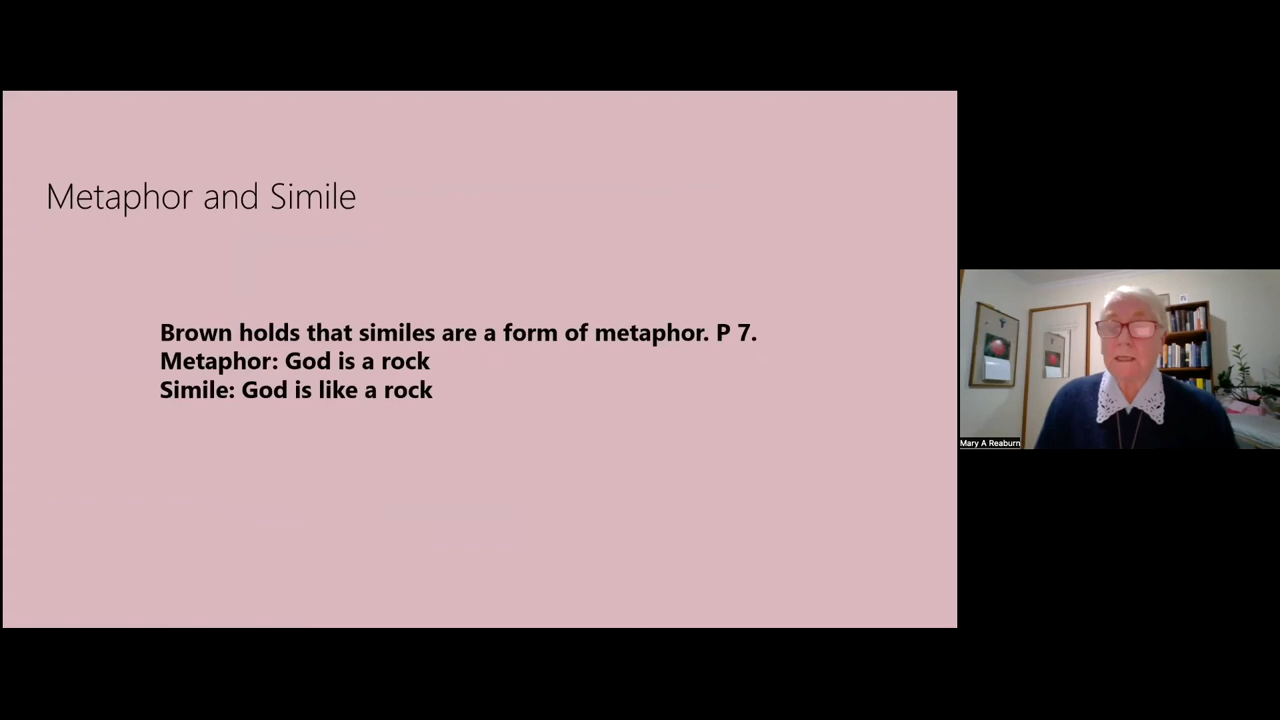 Metaphor and Simile
Brown holds that similes are a form of metaphor. P 7.
Metaphor: God is a rock
Simile: God is like a rock
Mary A Reaburn